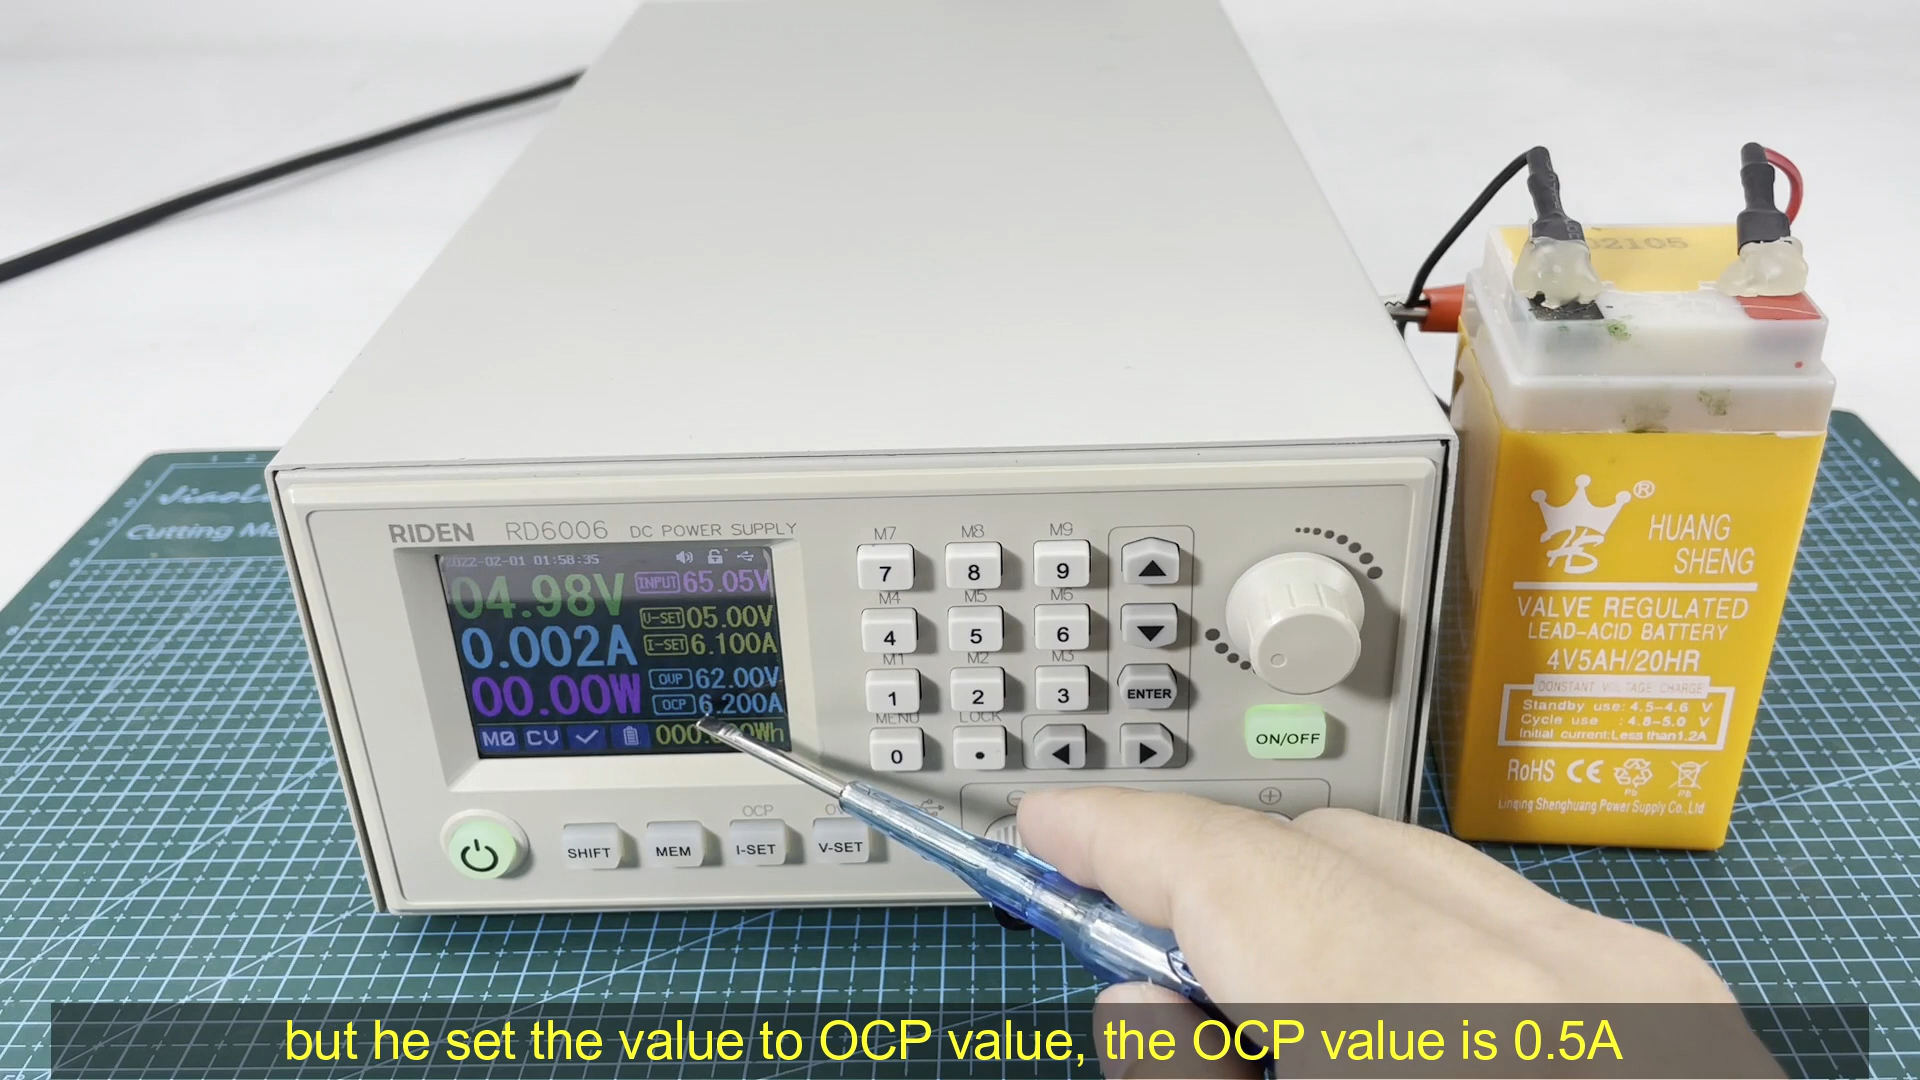 02105
RIDEN RD6006 DC POWER SUPPLY
2022-02-01 01:58:35
04.98V
INPUT 65.05V
V-SET 05.00V
0.002A
I-SET 6.100A
OVP 62.00V
00.00W
OCP 6.200A
M0 CV
M7 M8 M9
7 8 9
M4 M5 M6
4 5 6
M1 M2 M3
1 2 3
ENTER
MENU LOCK
0 •
ON/OFF
OCP
SHIFT MEM I-SET V-SET
Cutting
HS
®
HUANG
SHENG
VALVE REGULATED
LEAD-ACID BATTERY
4V5AH/20HR
CONSTANT VOLTAGE CHARGE
Standby use: 4.5-4.6 V
Cycle use : 4.8-5.0 V
Initial current:Less than1.2A
RoHS CE Pb Pb
Linqing Shenghuang Power Supply Co.,Ltd
but he set the value to OCP value, the OCP value is 0.5A